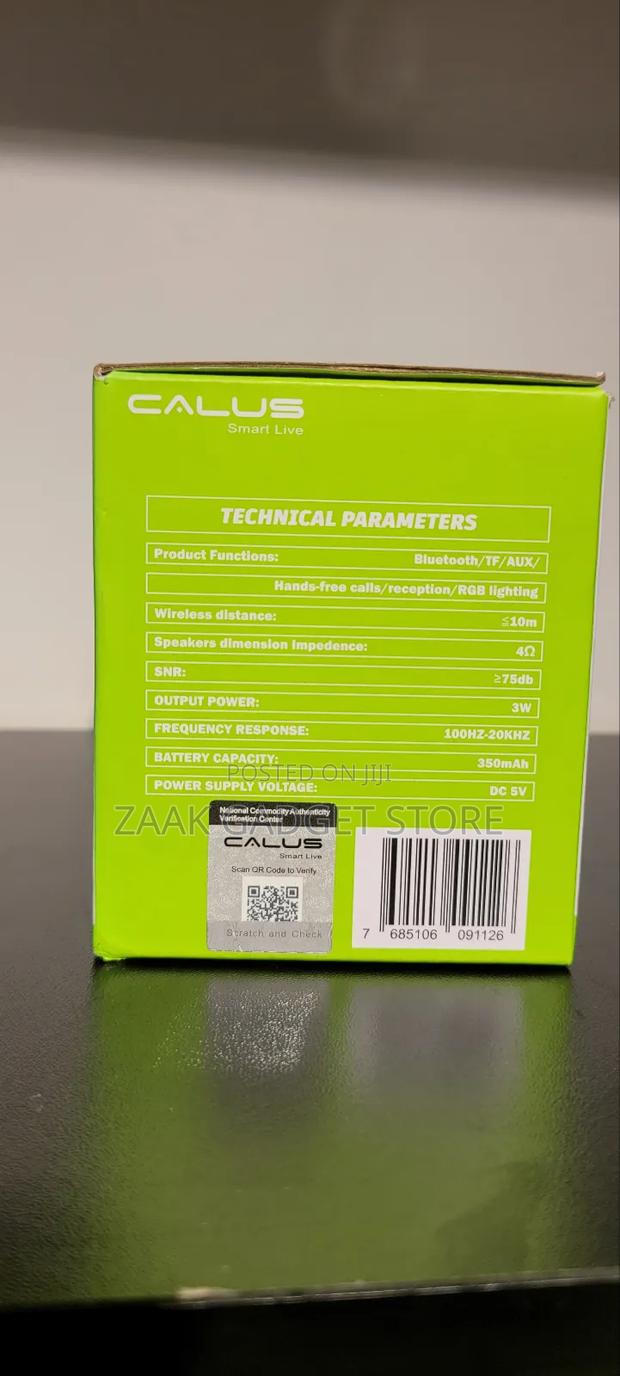 CALUS
Smart Live
TECHNICAL PARAMETERS
Product Functions: Bluetooth/TF/AUX/
Hands-free calls/reception/RGB lighting
Wireless distance: ≦10m
Speakers dimension Impedence: 4Ω
SNR: ≥75db
OUTPUT POWER: 3W
FREQUENCY RESPONSE: 100HZ-20KHZ
BATTERY CAPACITY: 350mAh
POSTED ON JIJI
POWER SUPPLY VOLTAGE: DC 5V
ZAAK GADGET STORE
National Commodity Authenticity
Verification Center
CALUS
Smart Live
Scan QR Code to Verify
Scratch and Check
7 685106 091126